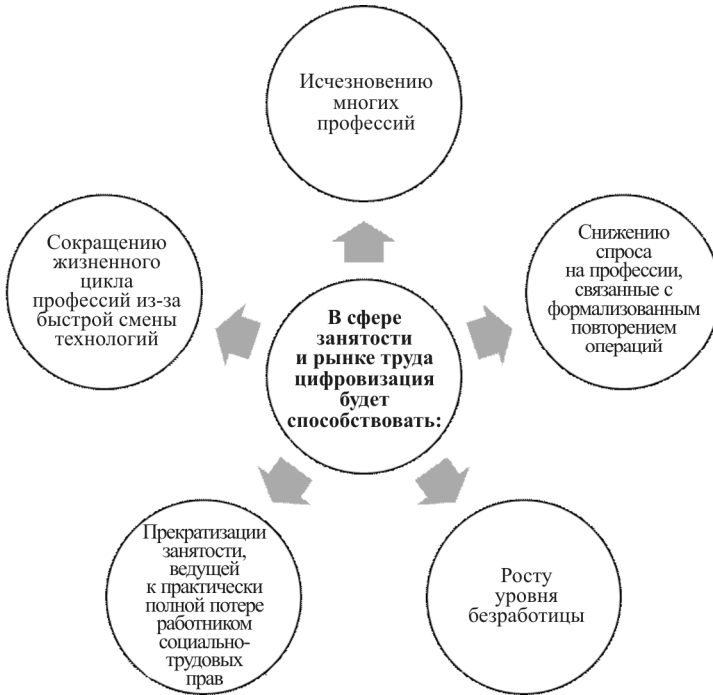 Исчезновению
многих
профессий
Сокращению
жизненного
цикла
профессий из-за
быстрой смены
технологий
Снижению
спроса
на профессии,
связанные с
формализованным
повторением
операций
В сфере
занятости
и рынке труда
цифровизация
будет
способствовать:
Прекратизации
занятости,
ведущей
к практически
полной потере
работником
социально-
трудовых
прав
Росту
уровня
безработицы